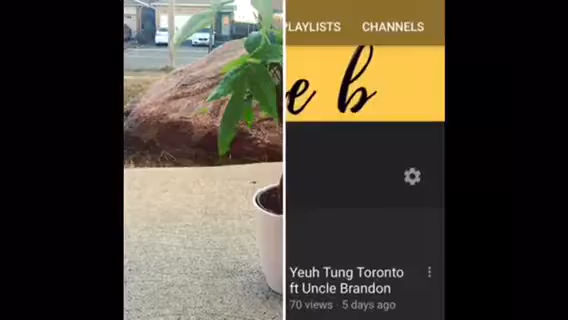 PLAYLISTS CHANNELS
e b
Yeuh Tung Toronto
ft Uncle Brandon
70 views · 5 days ago